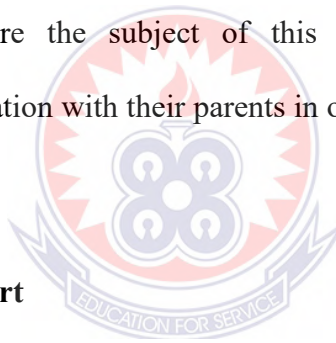 re the subject of this
ation with their parents in o
rt
EDUCATION FOR SERVICE